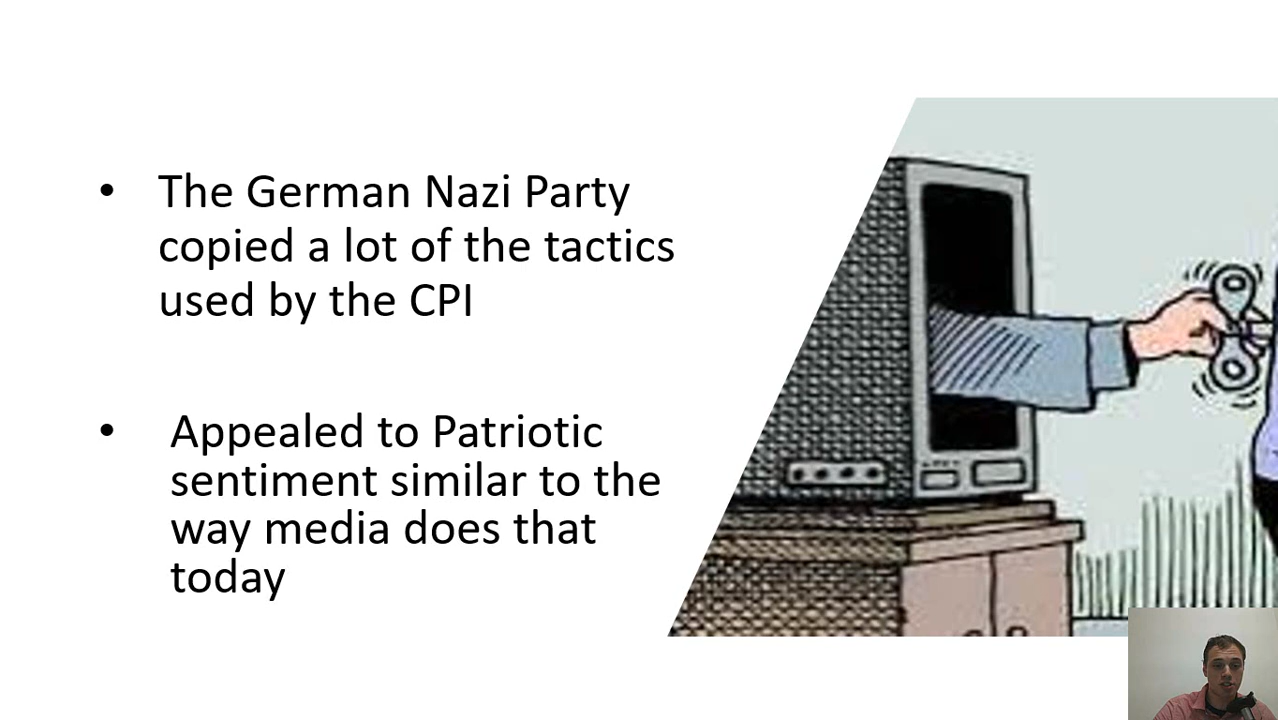 • The German Nazi Party
copied a lot of the tactics
used by the CPI
• Appealed to Patriotic
sentiment similar to the
way media does that
today